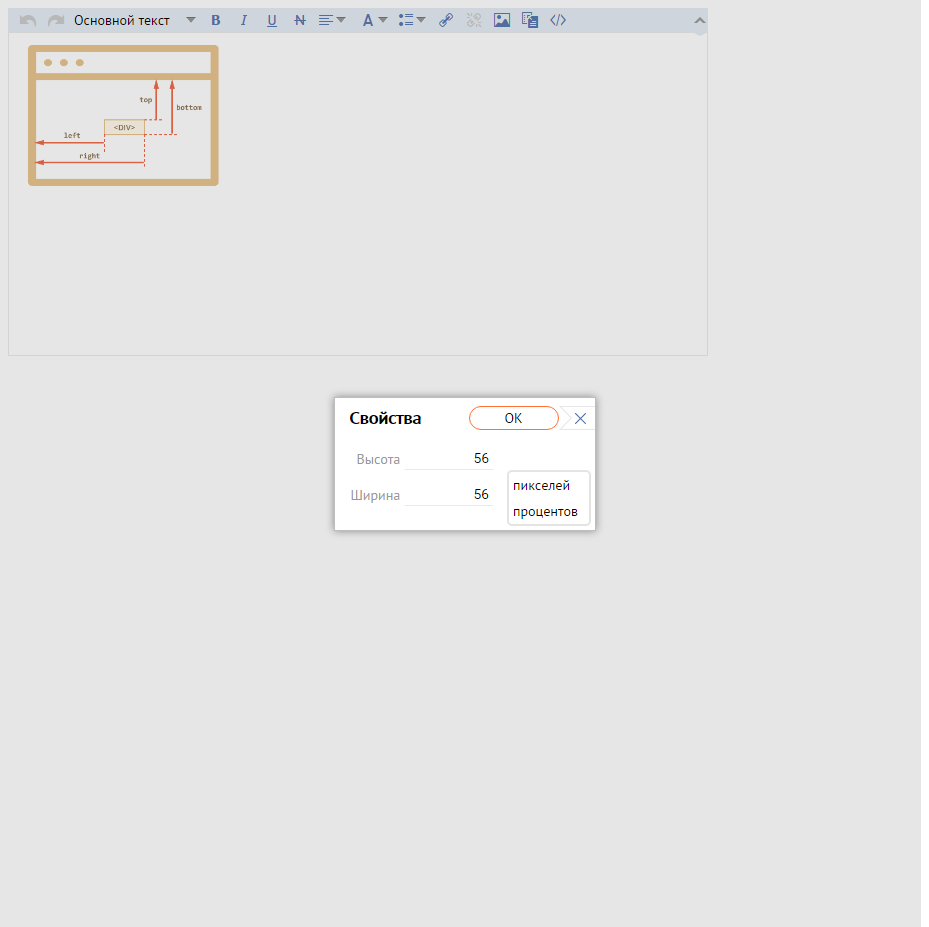 Основной текст B I U N A </>
top
bottom
<DIV>
left
right
Свойства OK
Высота 56
пикселей
Ширина 56
процентов